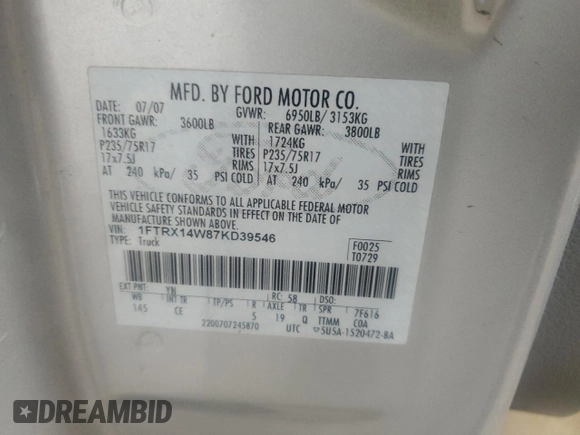 MFD. BY FORD MOTOR CO.
DATE: 07/07 GVWR: 6950LB/ 3153KG
FRONT GAWR: 3600LB REAR GAWR: 3800LB
1633KG WITH 1724KG WITH
P235/75R17 TIRES P235/75R17 TIRES
17x7.5J RIMS 17x7.5J RIMS
AT 240 kPa/ 35 PSI COLD AT 240 kPa/ 35 PSI COLD
THIS VEHICLE CONFORMS TO ALL APPLICABLE FEDERAL MOTOR
VEHICLE SAFETY STANDARDS IN EFFECT ON THE DATE OF
MANUFACTURE SHOWN ABOVE.
VIN: 1FTRX14W87KD39546
TYPE: Truck
F0025
T0729
EXT PNT: YN RC: 58 DSO:
WB INT TR TP/PS R AXLE TR SPR
145 CE 5 19 Q TTMM 7F616
2200707245870 UTC COA
5U5A-1520472-BA
DREAMBID